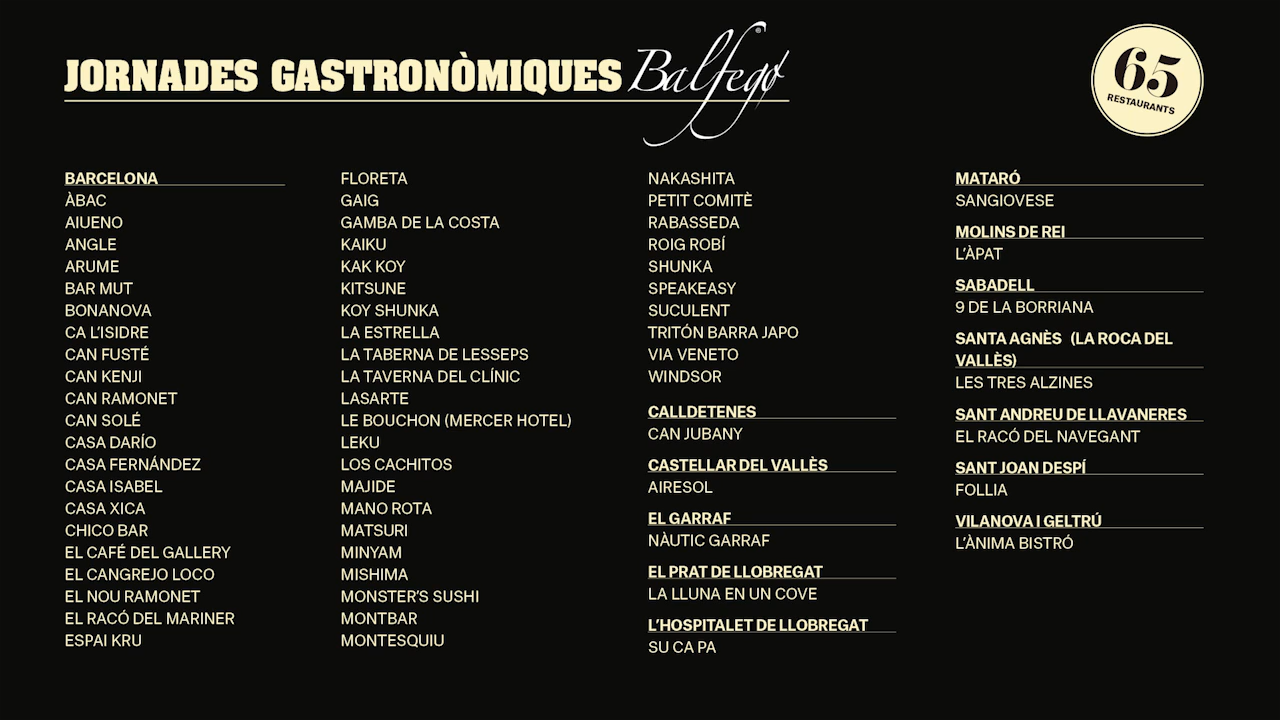 JORNADES GASTRONÒMIQUES Balfegó®
65
RESTAURANTS
BARCELONA
ÀBAC
AIUENO
ANGLE
ARUME
BAR MUT
BONANOVA
CA L'ISIDRE
CAN FUSTÉ
CAN KENJI
CAN RAMONET
CAN SOLÉ
CASA DARÍO
CASA FERNÁNDEZ
CASA ISABEL
CASA XICA
CHICO BAR
EL CAFÉ DEL GALLERY
EL CANGREJO LOCO
EL NOU RAMONET
EL RACÓ DEL MARINER
ESPAI KRU
FLORETA
GAIG
GAMBA DE LA COSTA
KAIKU
KAK KOY
KITSUNE
KOY SHUNKA
LA ESTRELLA
LA TABERNA DE LESSEPS
LA TAVERNA DEL CLÍNIC
LASARTE
LE BOUCHON (MERCER HOTEL)
LEKU
LOS CACHITOS
MAJIDE
MANO ROTA
MATSURI
MINYAM
MISHIMA
MONSTER'S SUSHI
MONTBAR
MONTESQUIU
NAKASHITA
PETIT COMITÈ
RABASSEDA
ROIG ROBÍ
SHUNKA
SPEAKEASY
SUCULENT
TRITÓN BARRA JAPO
VIA VENETO
WINDSOR
CALLDETENES
CAN JUBANY
CASTELLAR DEL VALLÈS
AIRESOL
EL GARRAF
NÀUTIC GARRAF
EL PRAT DE LLOBREGAT
LA LLUNA EN UN COVE
L'HOSPITALET DE LLOBREGAT
SU CA PA
MATARÓ
SANGIOVESE
MOLINS DE REI
L'ÀPAT
SABADELL
9 DE LA BORRIANA
SANTA AGNÈS (LA ROCA DEL
VALLÈS)
LES TRES ALZINES
SANT ANDREU DE LLAVANERES
EL RACÓ DEL NAVEGANT
SANT JOAN DESPÍ
FOLLIA
VILANOVA I GELTRÚ
L'ÀNIMA BISTRÓ